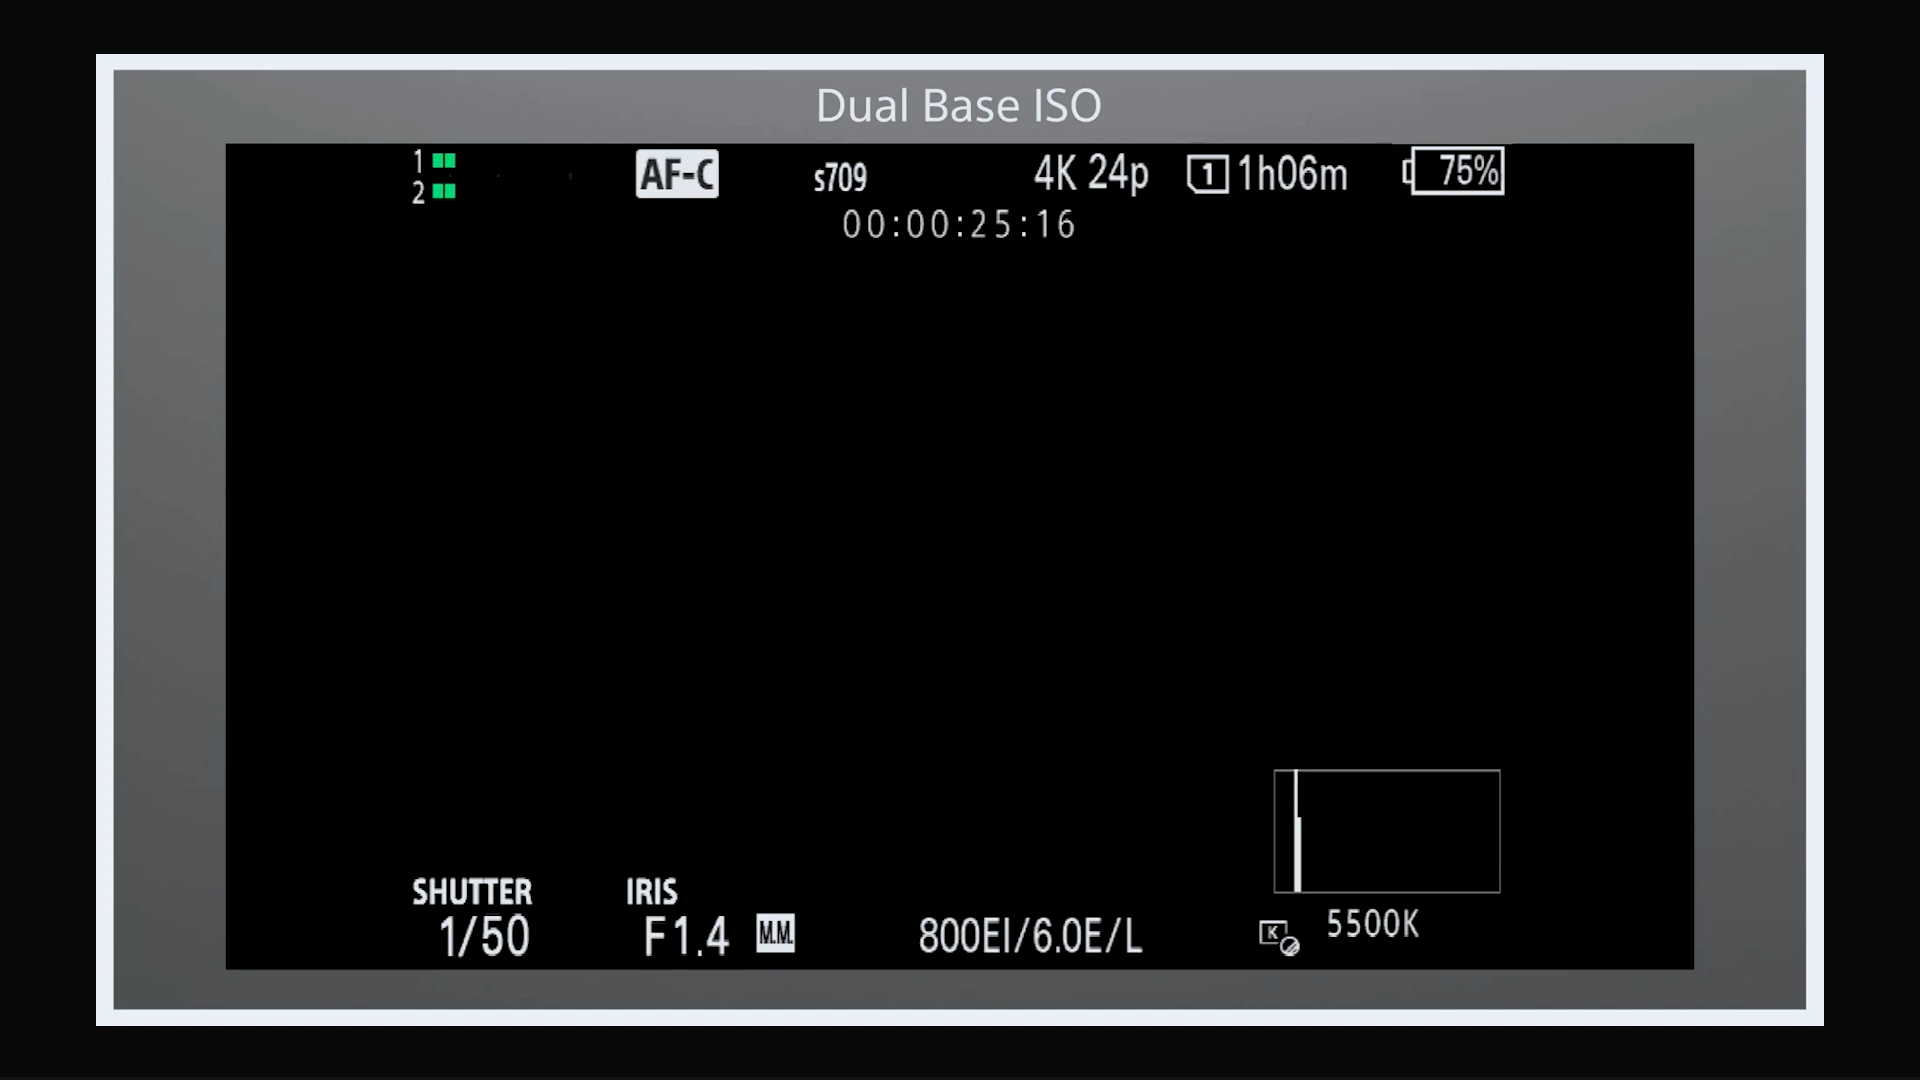 Dual Base ISO
1
2
AF-C
s709
4K 24p
1
1h06m
75%
00:00:25:16
SHUTTER
1/50
IRIS
F1.4
M.M.
800EI/6.0E/L
K
5500K